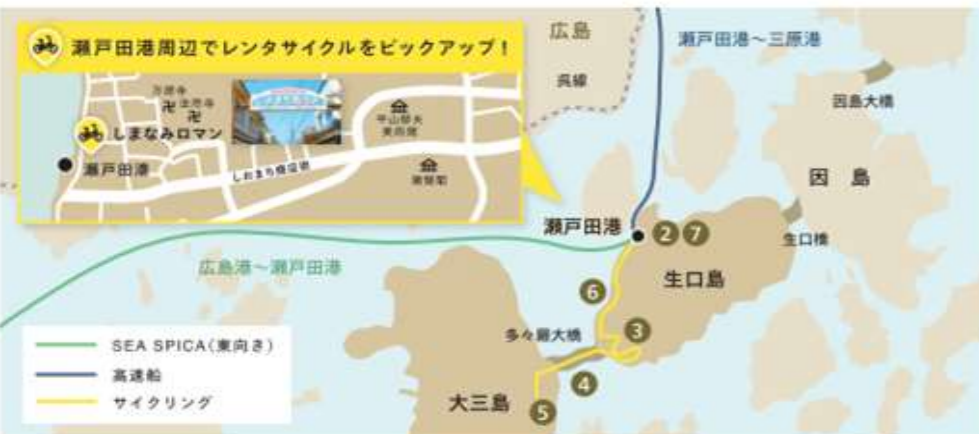 瀬戸田港周辺でレンタサイクルをピックアップ!
しまなみロマン
瀬戸田港
しおまち商店街
平山郁夫
美術館
広島
呉線
瀬戸田港〜三原港
因島大橋
因島
生口橋
瀬戸田港
2 7
生口島
広島港〜瀬戸田港
6
多々羅大橋
3
4
大三島
5
SEA SPICA(東向き)
高速船
サイクリング